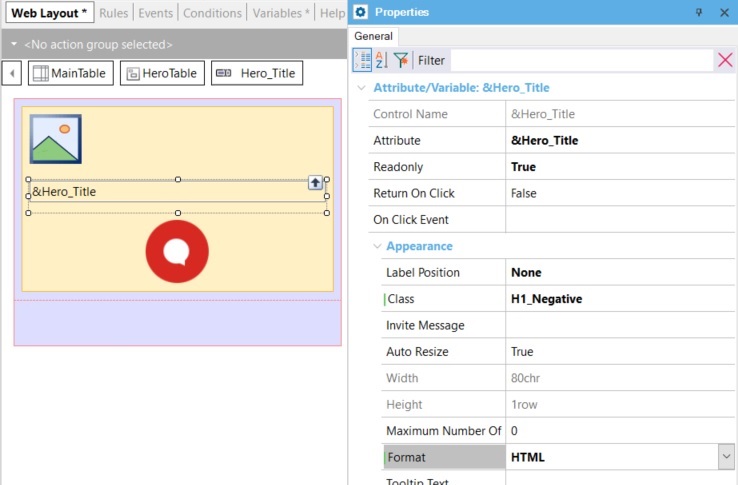 Web Layout * Rules Events Conditions Variables * Help
<No action group selected>
MainTable HeroTable Hero_Title
&Hero_Title
Properties
General
Filter
Attribute/Variable: &Hero_Title
Control Name &Hero_Title
Attribute &Hero_Title
Readonly True
Return On Click False
On Click Event
Appearance
Label Position None
Class H1_Negative
Invite Message
Auto Resize True
Width 80chr
Height 1row
Maximum Number Of 0
Format HTML
Tooltip Text